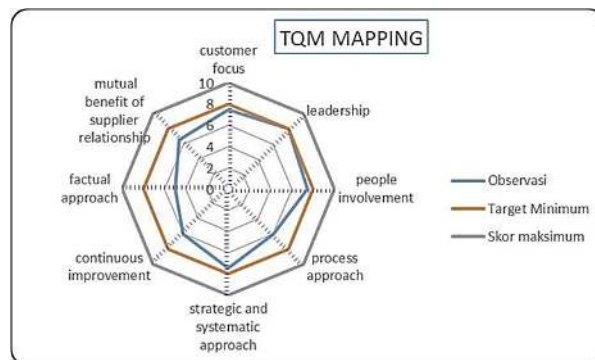 TQM MAPPING
customer
focus
leadership
people
involvement
process
approach
strategic and
systematic
approach
continuous
improvement
factual
approach
mutual
benefit of
supplier
relationship
10
8
6
4
2
0
Observasi
Target Minimum
Skor maksimum